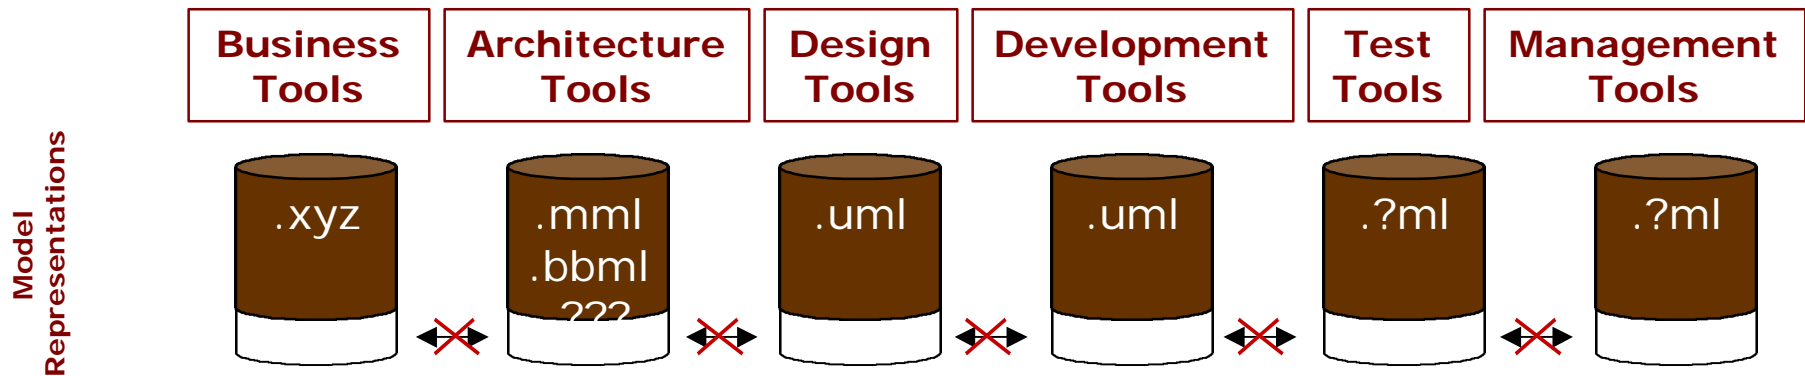 Business
Tools
Architecture
Tools
Design
Tools
Development
Tools
Test
Tools
Management
Tools
Model
Representations
.xyz
.mml
.bbml
???
.uml
.uml
.?ml
.?ml